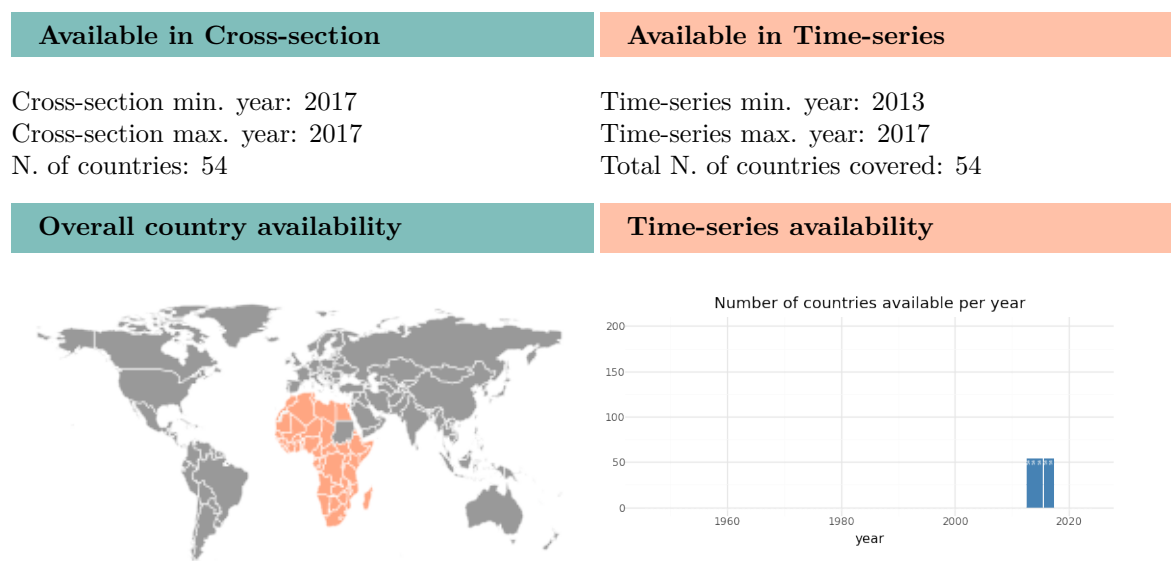 Available in Cross-section
Cross-section min. year: 2017
Cross-section max. year: 2017
N. of countries: 54
Available in Time-series
Time-series min. year: 2013
Time-series max. year: 2017
Total N. of countries covered: 54
Overall country availability
Time-series availability
Number of countries available per year
200
150
100
50
0
1960 1980 2000 2020
year